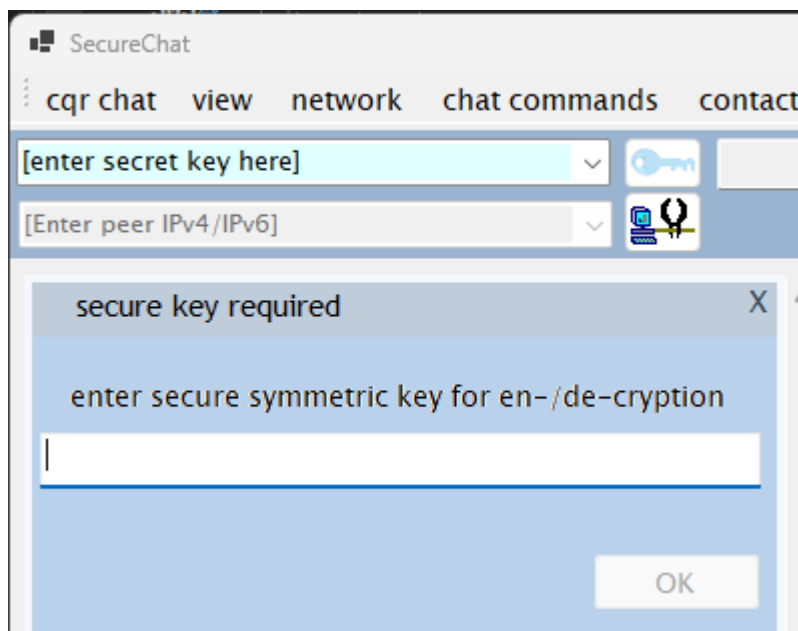 SecureChat
cqr chat view network chat commands contact
[enter secret key here]
[Enter peer IPv4/IPv6]
secure key required X
enter secure symmetric key for en-/de-cryption
OK